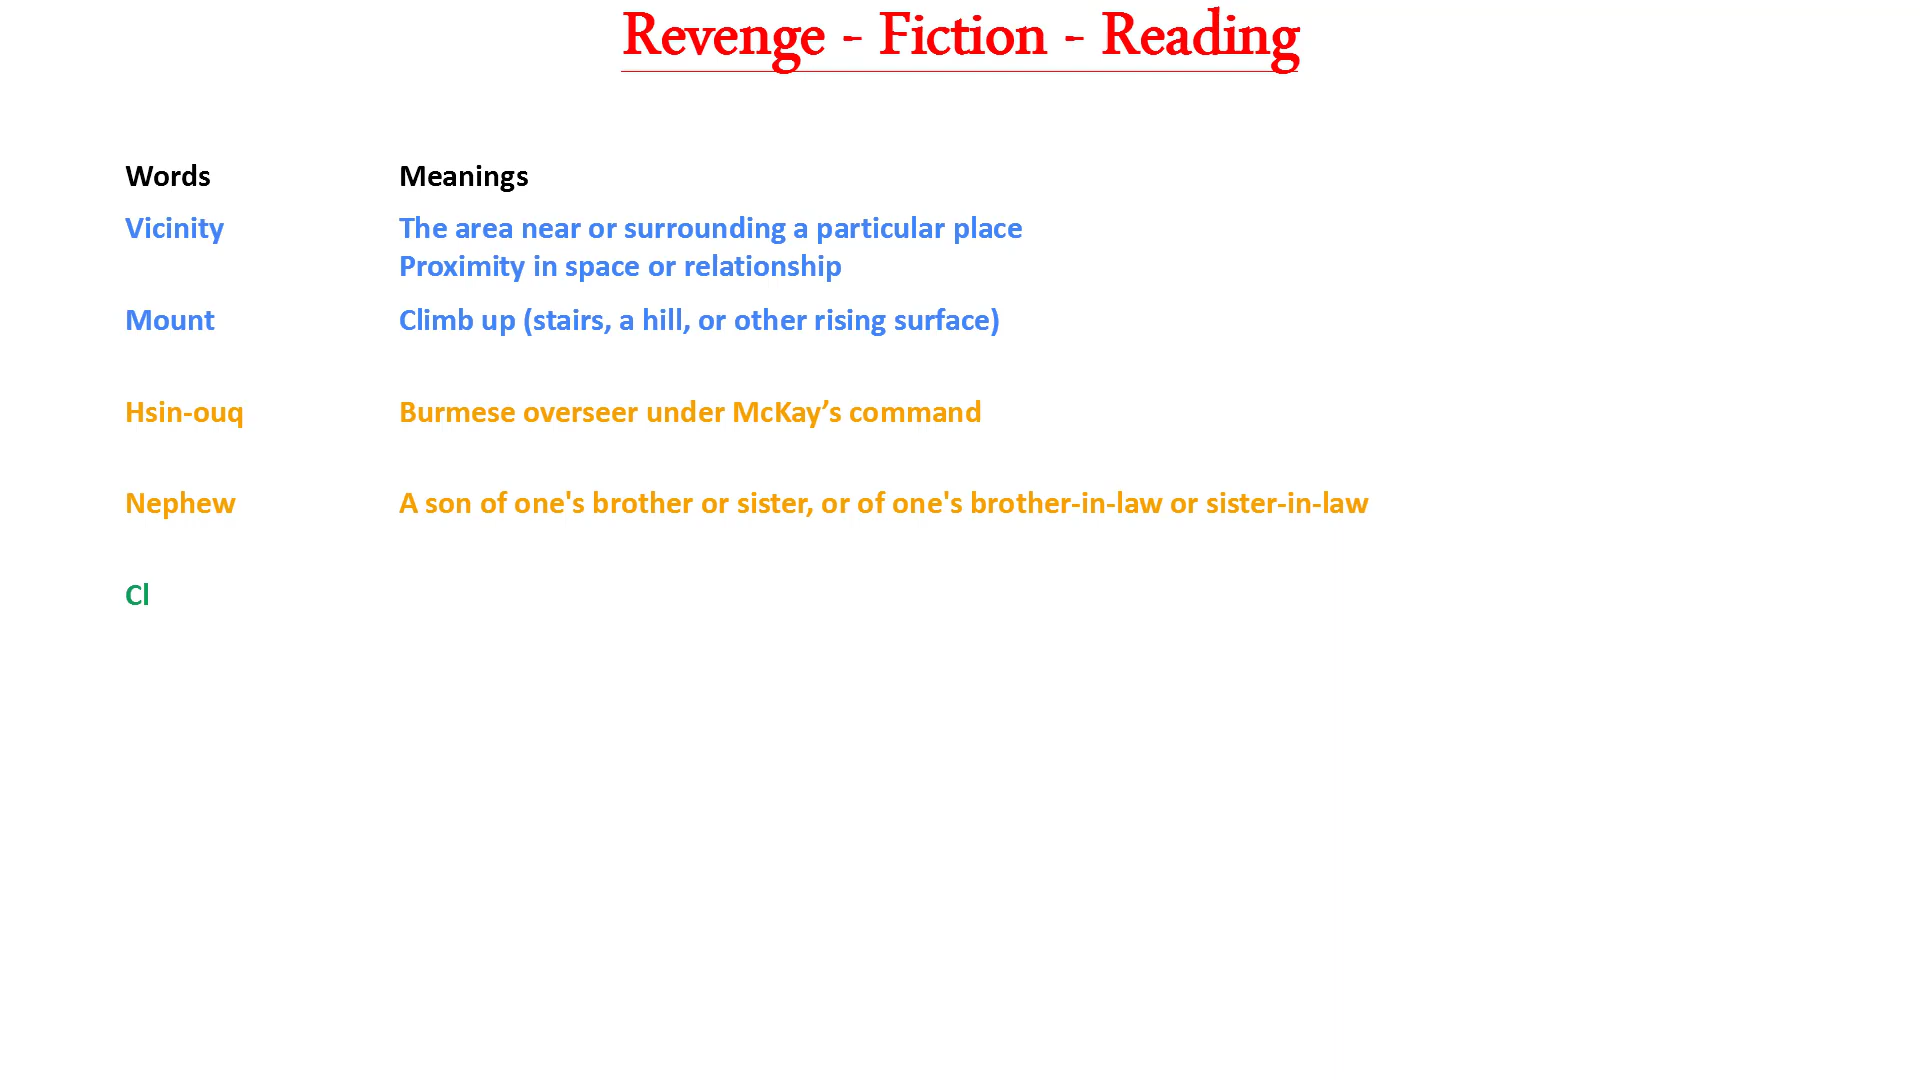 Revenge - Fiction - Reading
Words Meanings
Vicinity The area near or surrounding a particular place
Proximity in space or relationship
Mount Climb up (stairs, a hill, or other rising surface)
Hsin-ouq Burmese overseer under McKay’s command
Nephew A son of one's brother or sister, or of one's brother-in-law or sister-in-law
Cl